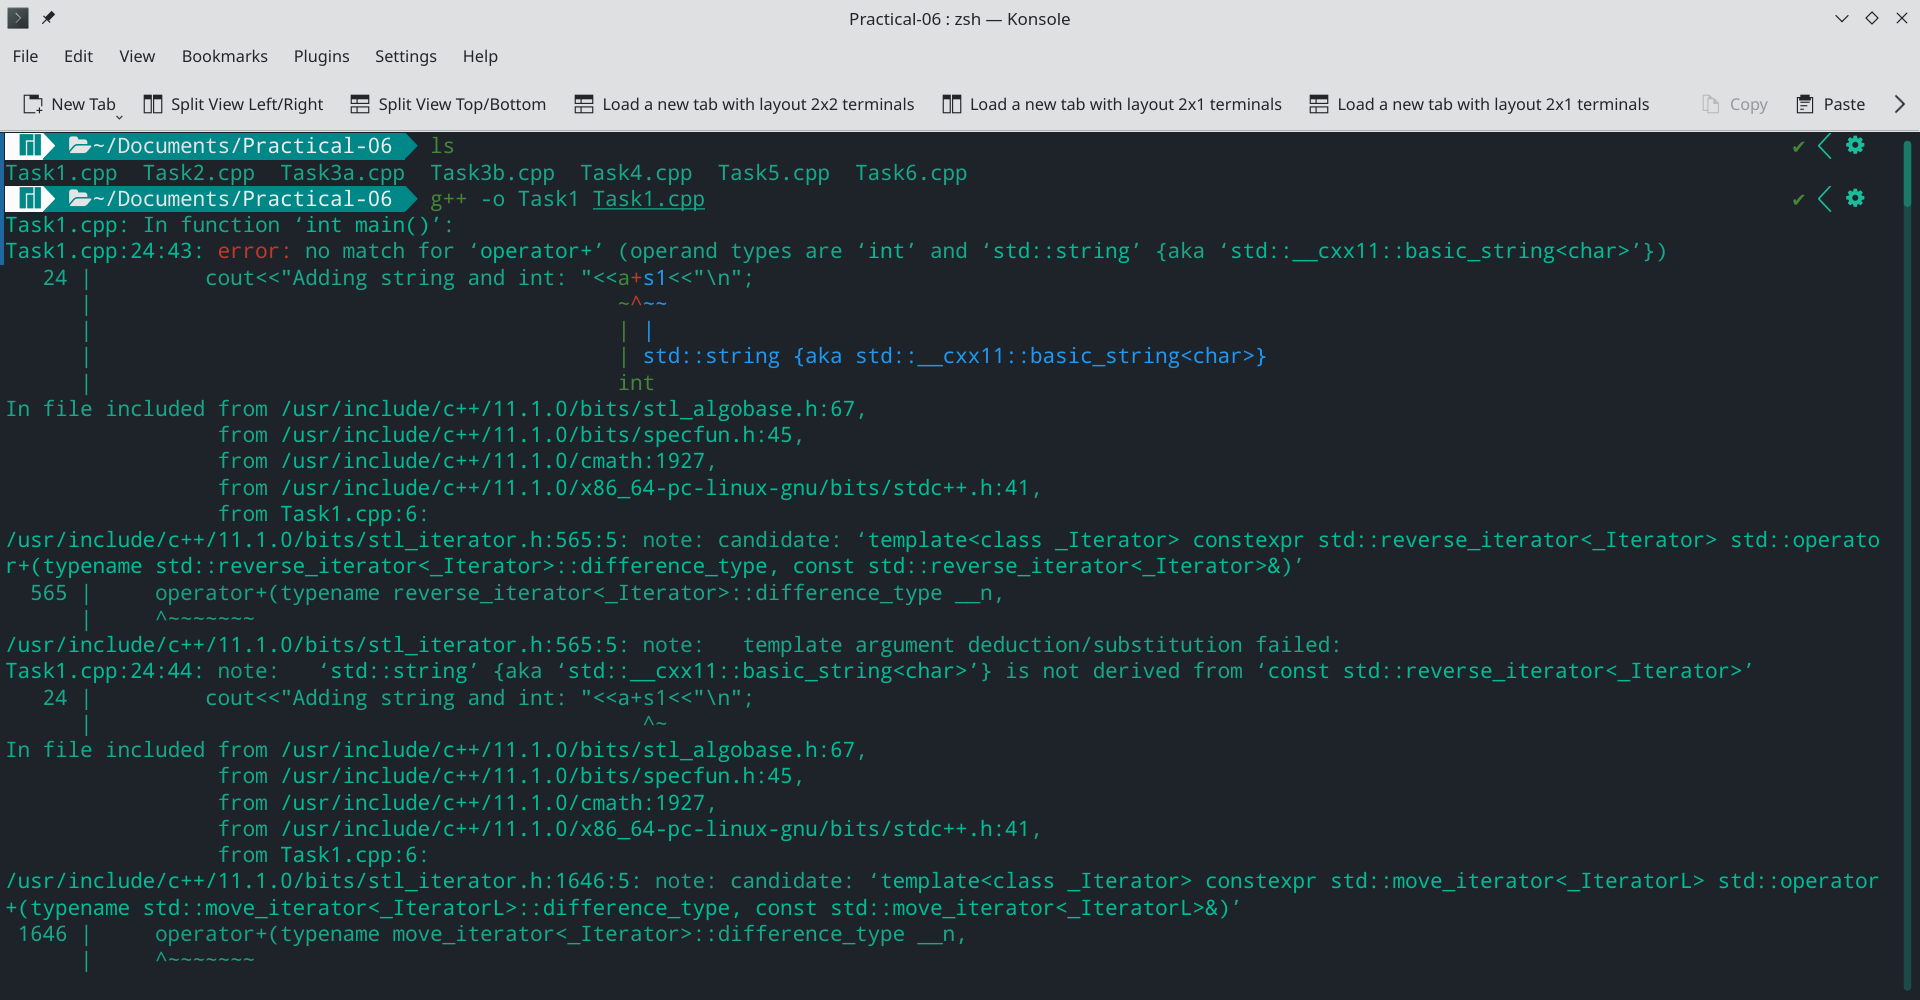 Practical-06 : zsh — Konsole
File Edit View Bookmarks Plugins Settings Help
New Tab Split View Left/Right Split View Top/Bottom Load a new tab with layout 2x2 terminals Load a new tab with layout 2x1 terminals Load a new tab with layout 2x1 terminals Copy Paste
~/Documents/Practical-06 ls
Task1.cpp  Task2.cpp  Task3a.cpp  Task3b.cpp  Task4.cpp  Task5.cpp  Task6.cpp
~/Documents/Practical-06 g++ -o Task1 Task1.cpp
Task1.cpp: In function ‘int main()’:
Task1.cpp:24:43: error: no match for ‘operator+’ (operand types are ‘int’ and ‘std::string’ {aka ‘std::__cxx11::basic_string<char>’})
   24 |         cout<<"Adding string and int: "<<a+s1<<"\n";
      |                                          ~^~~
      |                                          | |
      |                                          | std::string {aka std::__cxx11::basic_string<char>}
      |                                          int
In file included from /usr/include/c++/11.1.0/bits/stl_algobase.h:67,
                 from /usr/include/c++/11.1.0/bits/specfun.h:45,
                 from /usr/include/c++/11.1.0/cmath:1927,
                 from /usr/include/c++/11.1.0/x86_64-pc-linux-gnu/bits/stdc++.h:41,
                 from Task1.cpp:6:
/usr/include/c++/11.1.0/bits/stl_iterator.h:565:5: note: candidate: ‘template<class _Iterator> constexpr std::reverse_iterator<_Iterator> std::operato
r+(typename std::reverse_iterator<_Iterator>::difference_type, const std::reverse_iterator<_Iterator>&)’
  565 |     operator+(typename reverse_iterator<_Iterator>::difference_type __n,
      |     ^~~~~~~~
/usr/include/c++/11.1.0/bits/stl_iterator.h:565:5: note:   template argument deduction/substitution failed:
Task1.cpp:24:44: note:   ‘std::string’ {aka ‘std::__cxx11::basic_string<char>’} is not derived from ‘const std::reverse_iterator<_Iterator>’
   24 |         cout<<"Adding string and int: "<<a+s1<<"\n";
      |                                            ^~
In file included from /usr/include/c++/11.1.0/bits/stl_algobase.h:67,
                 from /usr/include/c++/11.1.0/bits/specfun.h:45,
                 from /usr/include/c++/11.1.0/cmath:1927,
                 from /usr/include/c++/11.1.0/x86_64-pc-linux-gnu/bits/stdc++.h:41,
                 from Task1.cpp:6:
/usr/include/c++/11.1.0/bits/stl_iterator.h:1646:5: note: candidate: ‘template<class _Iterator> constexpr std::move_iterator<_IteratorL> std::operator
+(typename std::move_iterator<_IteratorL>::difference_type, const std::move_iterator<_IteratorL>&)’
 1646 |     operator+(typename move_iterator<_Iterator>::difference_type __n,
      |     ^~~~~~~~